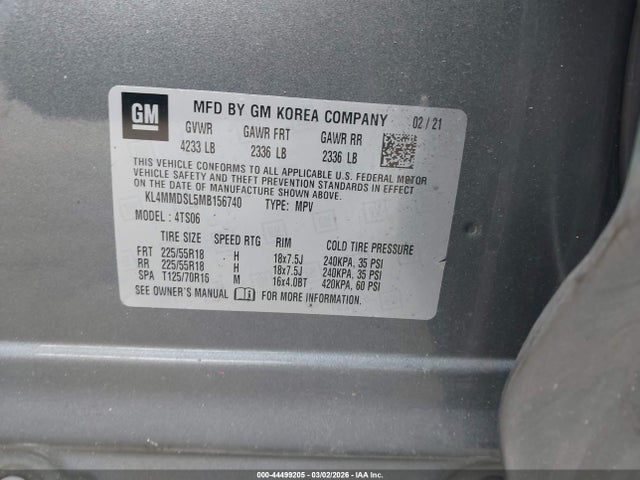 GM
MFD BY GM KOREA COMPANY 02 / 21
GVWR GAWR FRT GAWR RR
4233 LB 2336 LB 2336 LB
THIS VEHICLE CONFORMS TO ALL APPLICABLE U.S. FEDERAL MOTOR
VEHICLE SAFETY AND THEFT PREVENTION STANDARDS IN EFFECT
ON THE DATE OF MANUFACTURE SHOWN ABOVE.
KL4MMDSL5MB156740 TYPE: MPV
MODEL : 4TS06
TIRE SIZE SPEED RTG RIM COLD TIRE PRESSURE
FRT 225/55R18 H 18x7.5J 240KPA, 35 PSI
RR 225/55R18 H 18x7.5J 240KPA, 35 PSI
SPA T125/70R16 M 16x4.0BT 420KPA, 60 PSI
SEE OWNER'S MANUAL FOR MORE INFORMATION
000-44499205 | 03/02/2026 | IAA Inc.